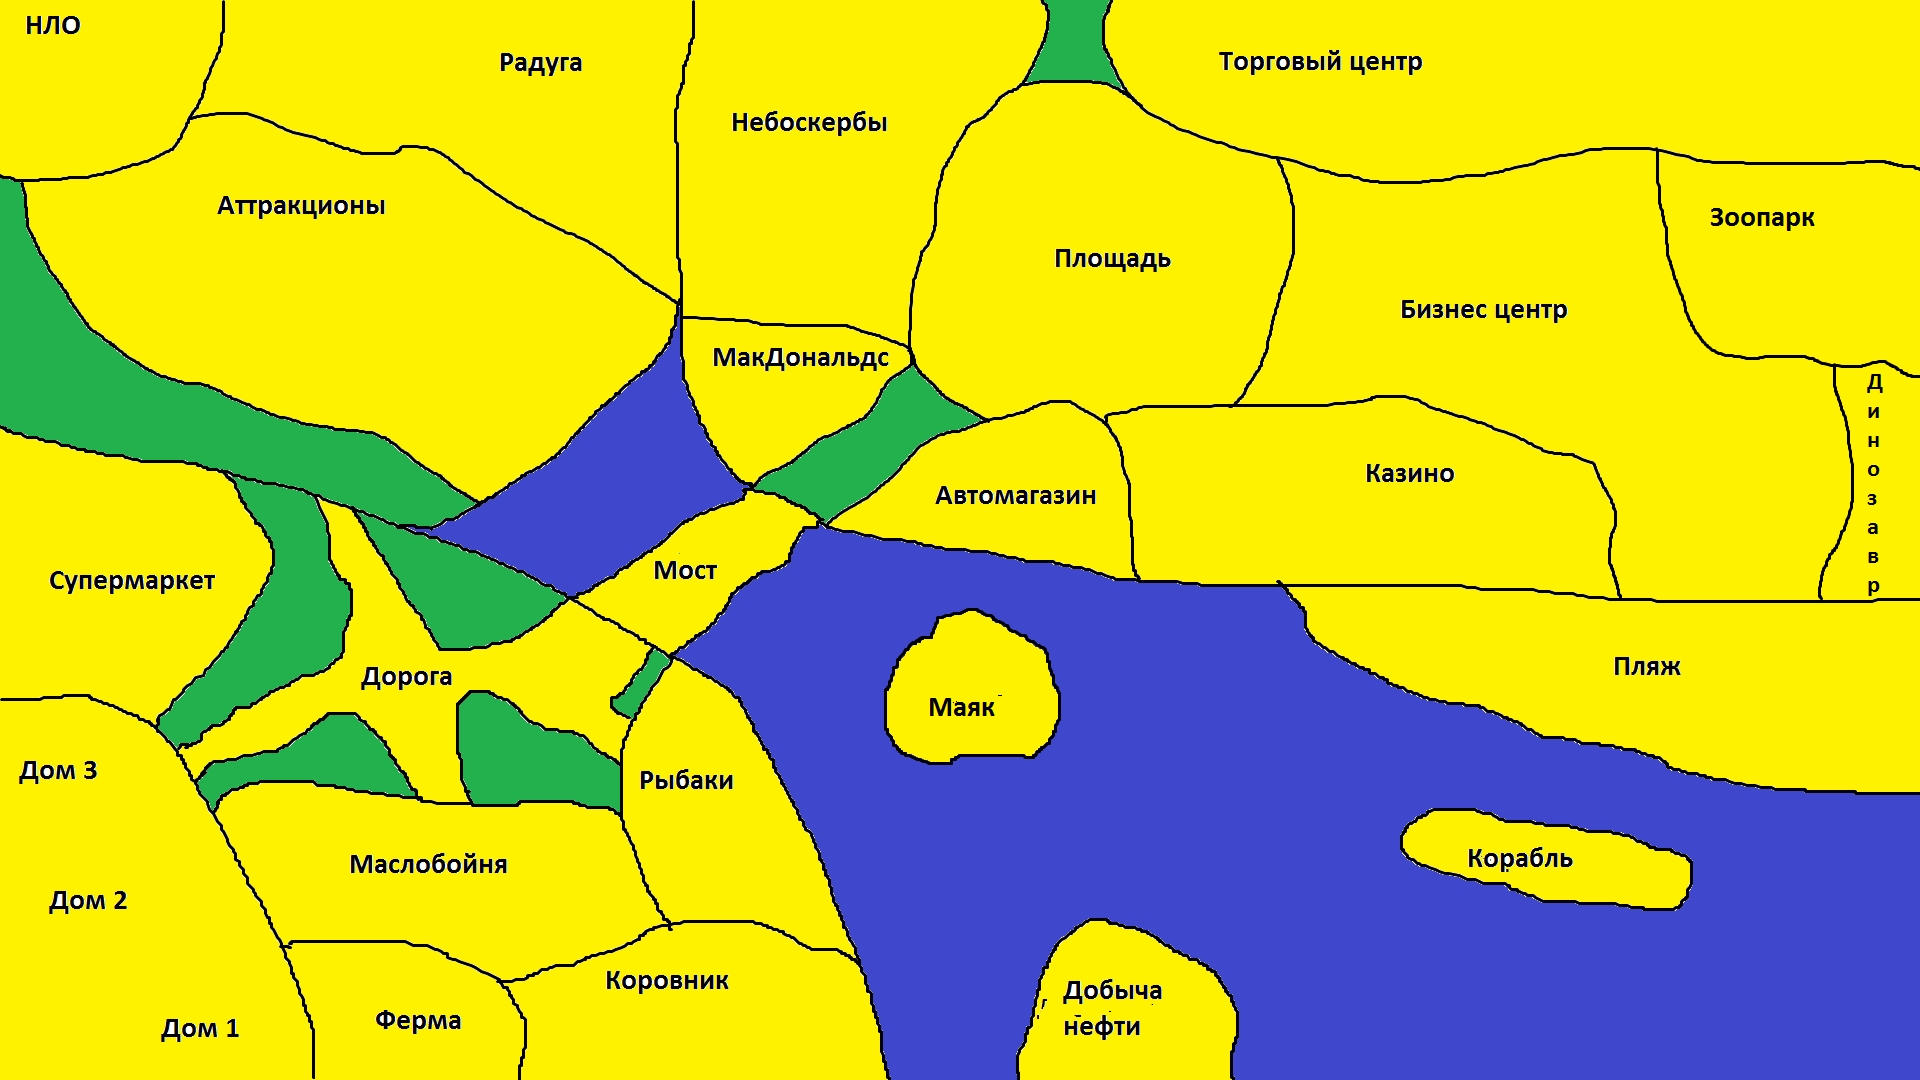 НЛО
Радуга
Торговый центр
Небоскербы
Аттракционы
Зоопарк
Площадь
Бизнес центр
МакДональдс
Динозавр
Казино
Автомагазин
Мост
Супермаркет
Дорога
Пляж
Маяк
Дом 3
Рыбаки
Маслобойня
Корабль
Дом 2
Коровник
Добыча
нефти
Ферма
Дом 1